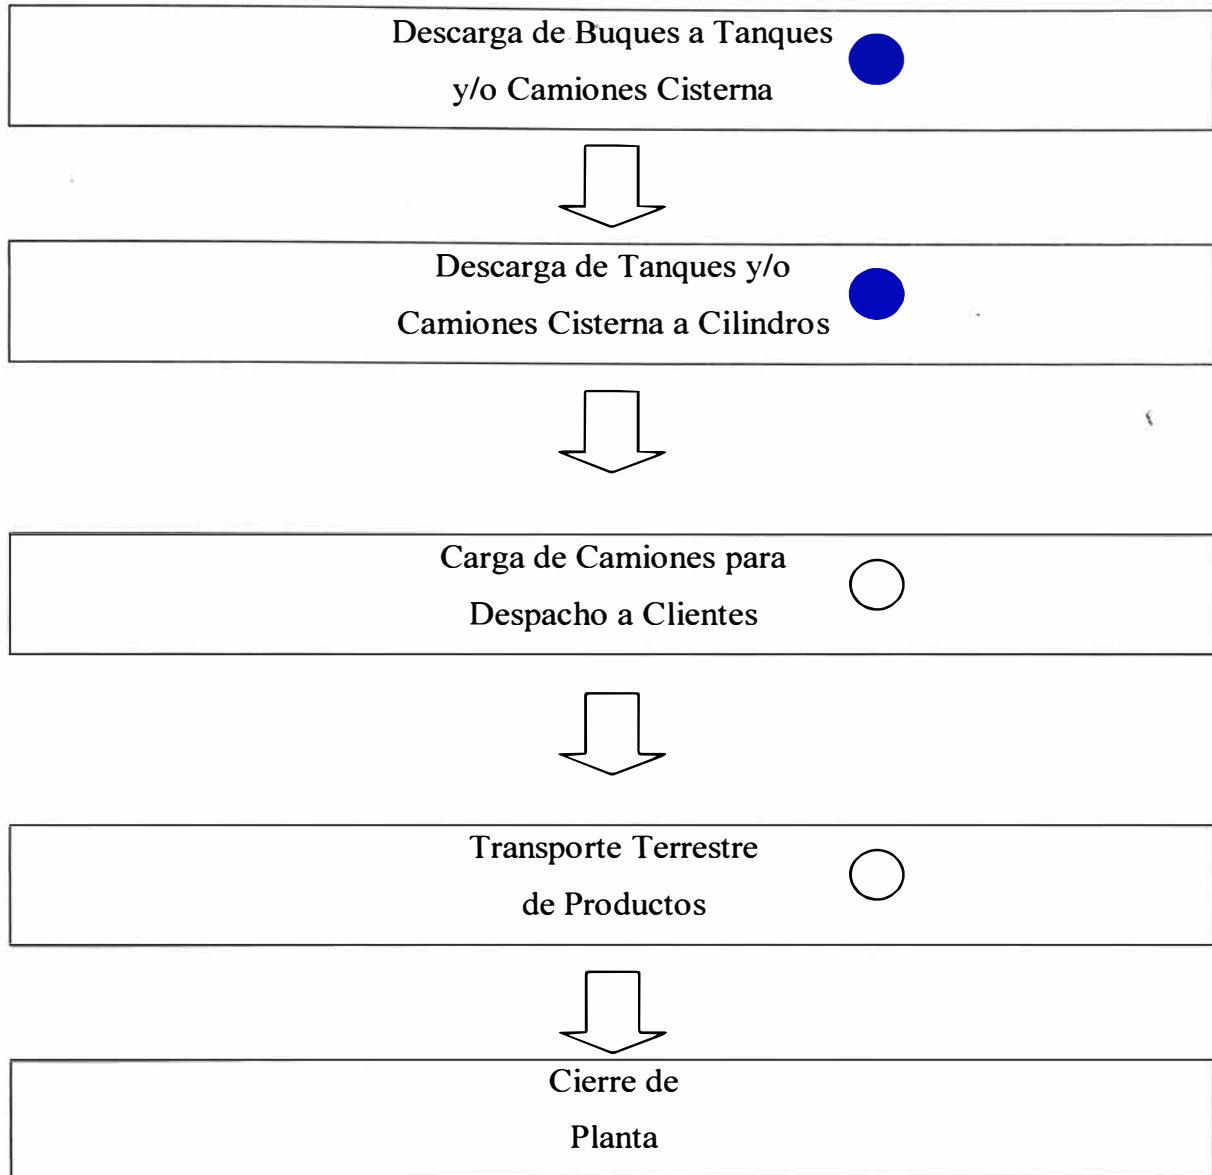 Descarga de Buques a Tanques
y/o Camiones Cisterna
Descarga de Tanques y/o
Camiones Cisterna a Cilindros
Carga de Camiones para
Despacho a Clientes
Transporte Terrestre
de Productos
Cierre de
Planta